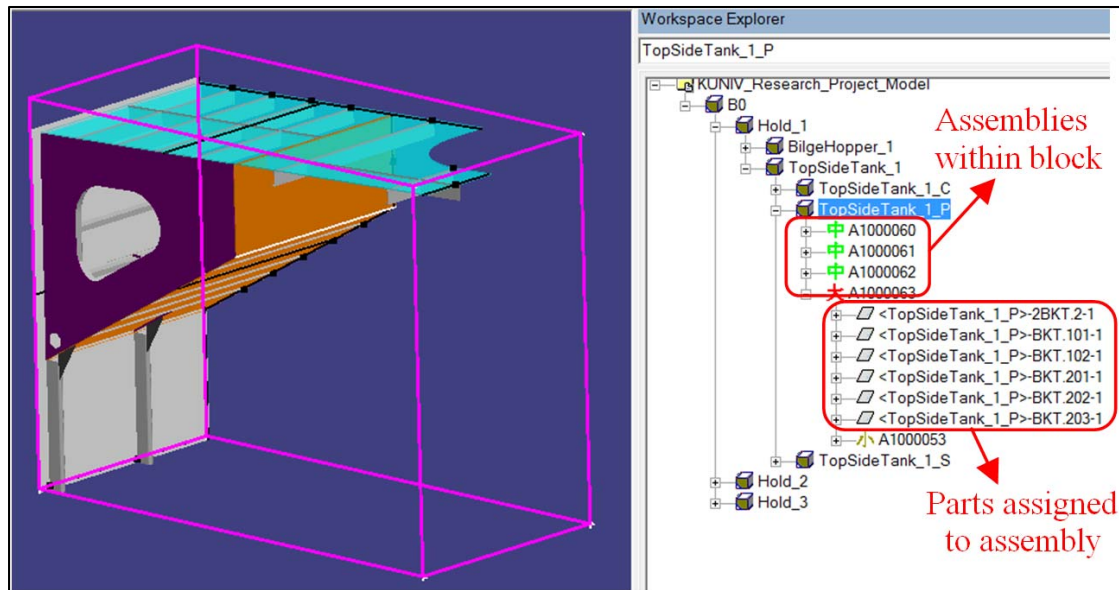 Workspace Explorer
TopSideTank_1_P
KUNIV_Research_Project_Model
B0
Hold_1
BilgeHopper_1
TopSideTank_1
TopSideTank_1_C
TopSideTank_1_P
中 A1000060
中 A1000061
中 A1000062
大 A1000063
<TopSideTank_1_P>-2BKT.2-1
<TopSideTank_1_P>-BKT.101-1
<TopSideTank_1_P>-BKT.102-1
<TopSideTank_1_P>-BKT.201-1
<TopSideTank_1_P>-BKT.202-1
<TopSideTank_1_P>-BKT.203-1
小 A1000053
TopSideTank_1_S
Hold_2
Hold_3
Assemblies
within block
Parts assigned
to assembly